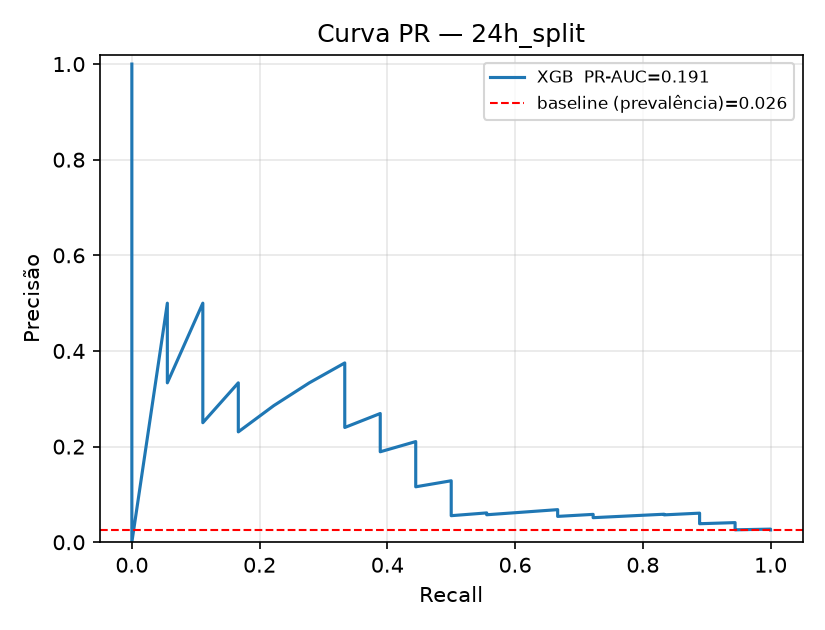 Curva PR — 24h_split
XGB  PR-AUC=0.191
baseline (prevalência)=0.026
Precisão
1.0
0.8
0.6
0.4
0.2
0.0
0.0 0.2 0.4 0.6 0.8 1.0
Recall